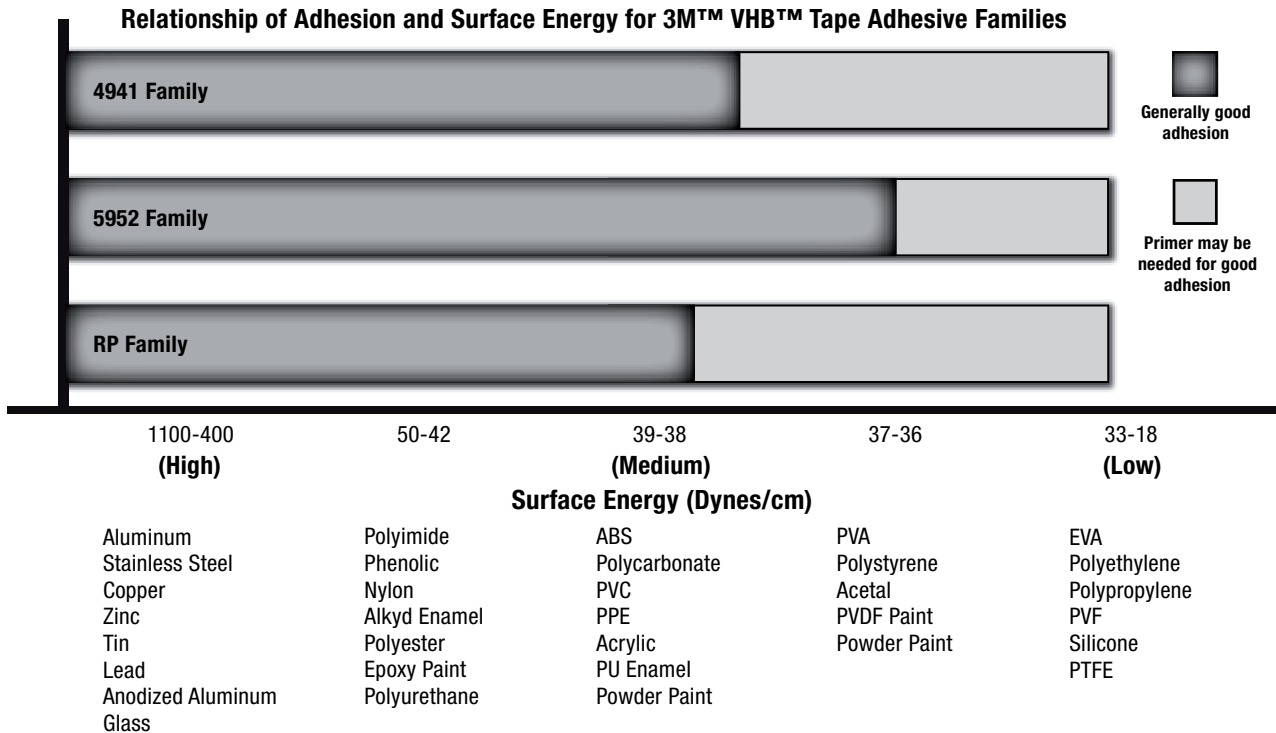 Relationship of Adhesion and Surface Energy for 3M™ VHB™ Tape Adhesive Families
4941 Family
Generally good
adhesion
5952 Family
Primer may be
needed for good
adhesion
RP Family
1100-400
50-42
39-38
37-36
33-18
(High)
(Medium)
(Low)
Surface Energy (Dynes/cm)
Aluminum
Stainless Steel
Copper
Zinc
Tin
Lead
Anodized Aluminum
Glass
Polyimide
Phenolic
Nylon
Alkyd Enamel
Polyester
Epoxy Paint
Polyurethane
ABS
Polycarbonate
PVC
PPE
Acrylic
PU Enamel
Powder Paint
PVA
Polystyrene
Acetal
PVDF Paint
Powder Paint
EVA
Polyethylene
Polypropylene
PVF
Silicone
PTFE